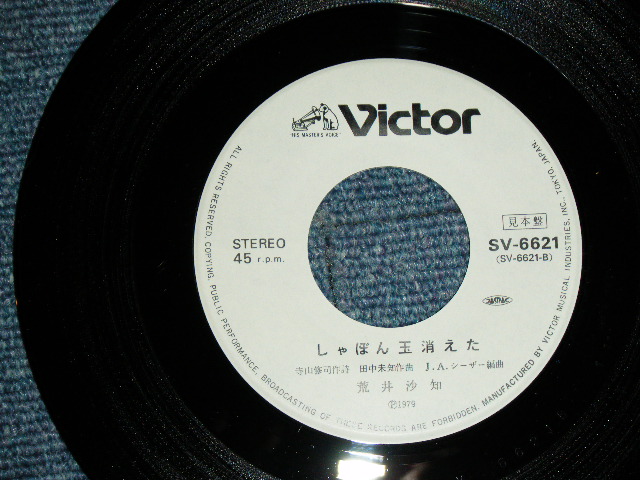 "HIS MASTER'S VOICE"
Victor
見本盤
STEREO
45 r.p.m.
SV-6621
(SV-6621-B)
しゃぼん玉消えた
寺山修司作詩 田中未知作曲 J.A.シーザー編曲
荒井沙知
Ⓟ1979
ALL RIGHTS RESERVED. COPYING, PUBLIC PERFORMANCE, BROADCASTING OF THESE RECORDS ARE FORBIDDEN. MANUFACTURED BY VICTOR MUSICAL INDUSTRIES, INC., TOKYO, JAPAN.